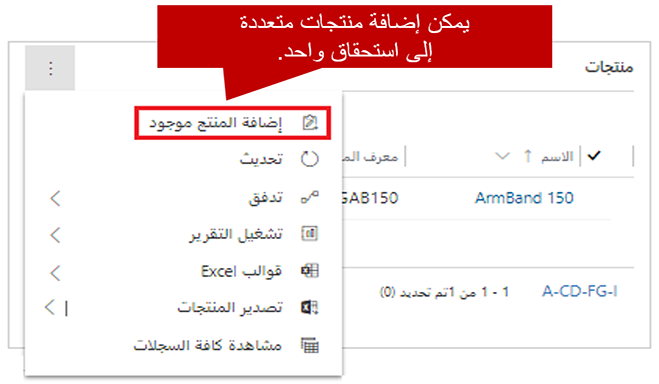 يمكن إضافة منتجات متعددة
إلى استحقاق واحد.
منتجات
إضافة المنتج موجود
تحديث
تدفق
تشغيل التقرير
قوالب Excel
تصدير المنتجات
مشاهدة كافة السجلات
الاسم معرف
ArmBand 150 GAB150
A-CD-FG-I 1 - 1 من 1تم تحديد (0)